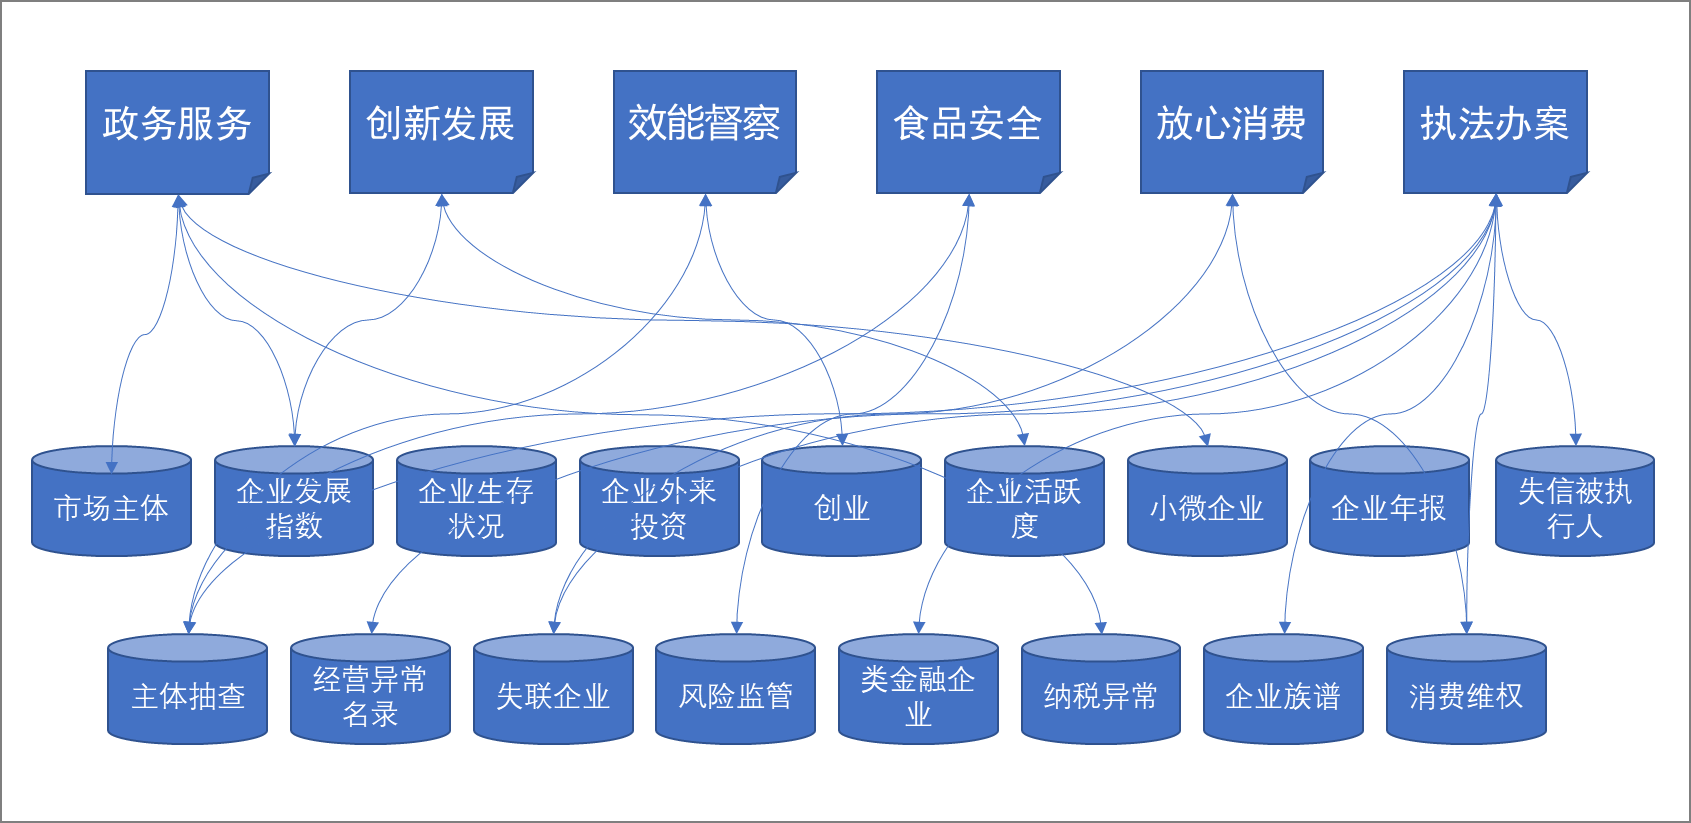 政务服务
创新发展
效能督察
食品安全
放心消费
执法办案
市场主体
企业发展
指数
企业生存
状况
企业外来
投资
创业
企业活跃
度
小微企业
企业年报
失信被执
行人
主体抽查
经营异常
名录
失联企业
风险监管
类金融企
业
纳税异常
企业族谱
消费维权